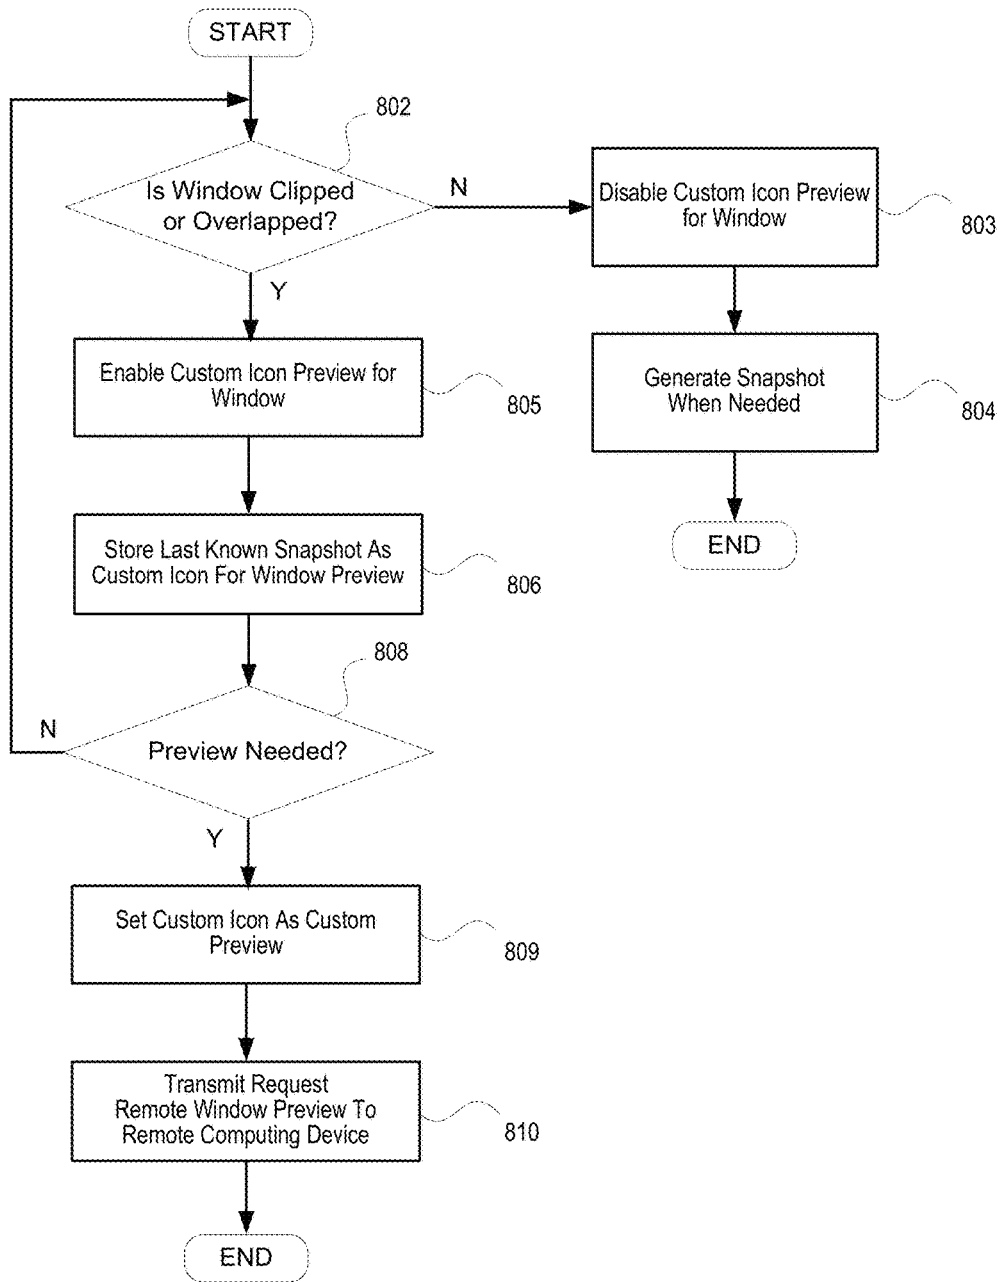 START
802
Is Window Clipped
or Overlapped?
N
Disable Custom Icon Preview
for Window
803
Y
Enable Custom Icon Preview for
Window
805
Generate Snapshot
When Needed
804
Store Last Known Snapshot As
Custom Icon For Window Preview
806
END
808
N
Preview Needed?
Y
Set Custom Icon As Custom
Preview
809
Transmit Request
Remote Window Preview To
Remote Computing Device
810
END